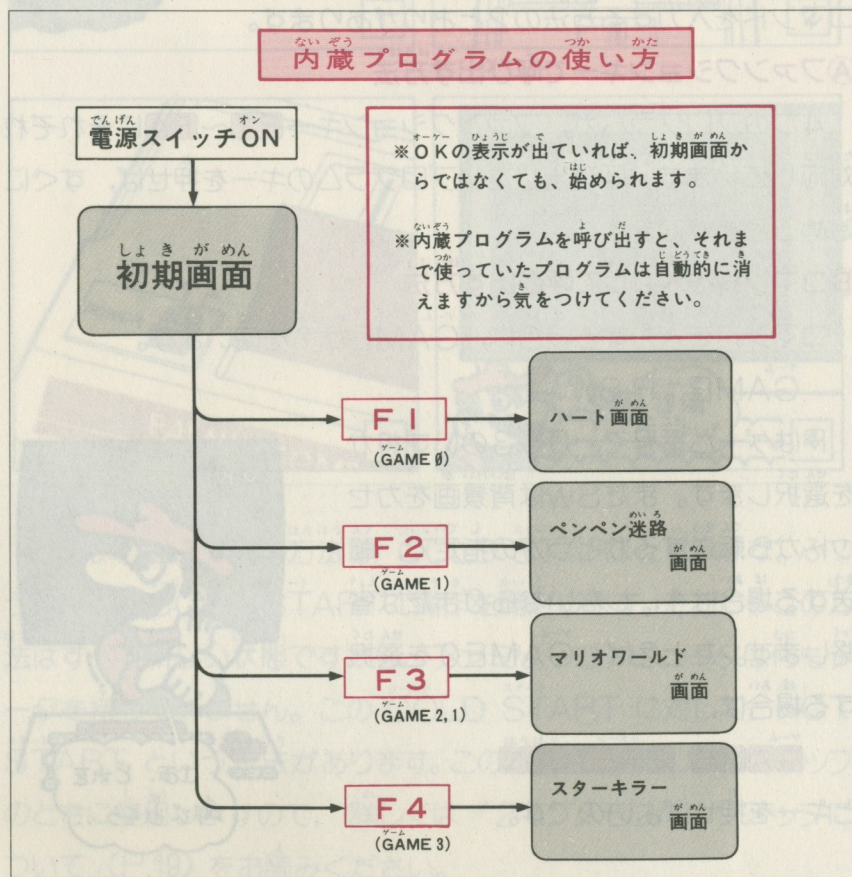 内蔵プログラムの使い方
電源スイッチON
初期画面
※OKの表示が出ていれば、初期画面か
らではなくても、始められます。
※内蔵プログラムを呼び出すと、それま
で使っていたプログラムは自動的に消
えますから気をつけてください。
F1
(GAME 0)
ハート画面
F2
(GAME 1)
ペンペン迷路
画面
F3
(GAME 2,1)
マリオワールド
画面
F4
(GAME 3)
スターキラー
画面